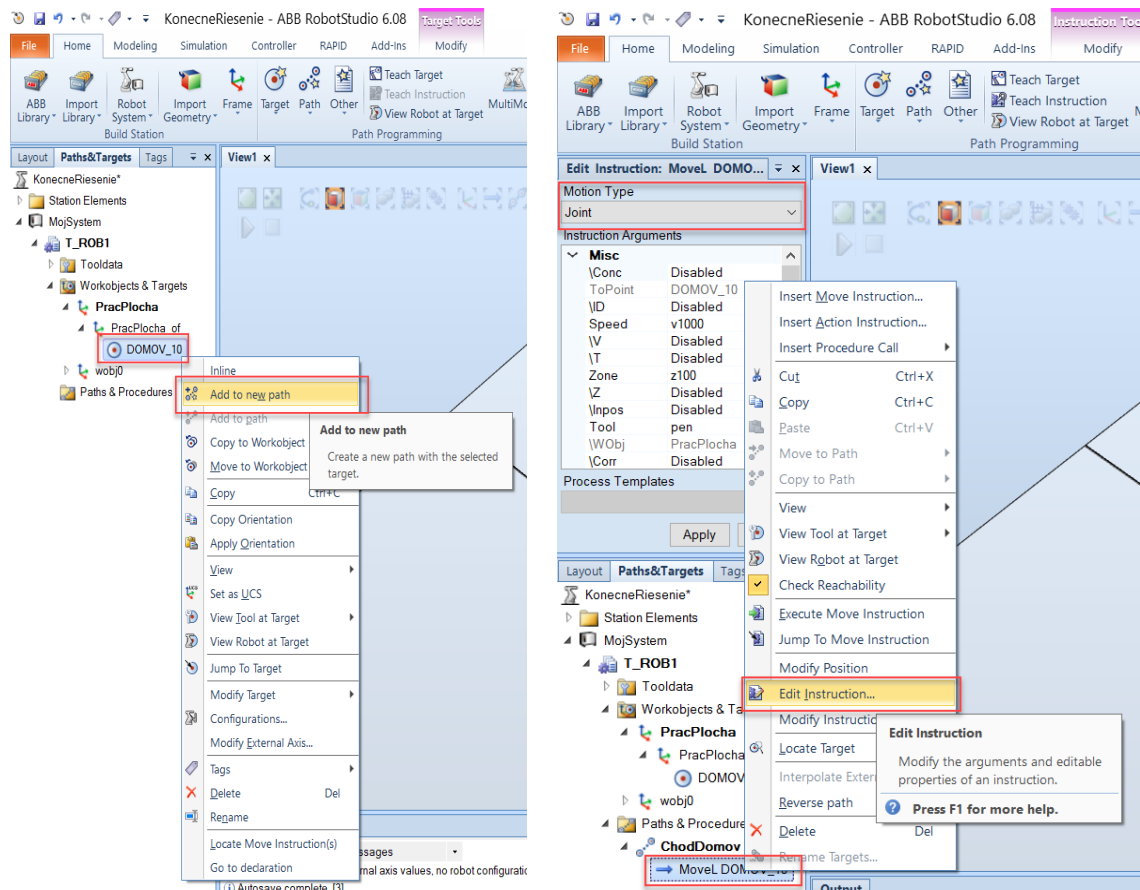 KonecneRiesenie - ABB RobotStudio 6.08
Target Tools
File Home Modeling Simulation Controller RAPID Add-Ins Modify
ABB Library
Import Library
Robot System
Import Geometry
Frame
Target
Path
Other
Teach Target
Teach Instruction
View Robot at Target
Build Station
Path Programming
Layout Paths&Targets Tags
View1
KonecneRiesenie*
Station Elements
MojSystem
T_ROB1
Tooldata
Workobjects & Targets
PracPlocha
PracPlocha_of
DOMOV_10
wobj0
Paths & Procedures
Inline
Add to new path
Add to path
Copy to Workobject
Move to Workobject
Copy Ctrl+C
Copy Orientation
Apply Orientation
View
Set as UCS
View Tool at Target
View Robot at Target
Jump To Target
Modify Target
Configurations...
Modify External Axis...
Tags
Delete Del
Rename
Locate Move Instruction(s)
Go to declaration
Add to new path
Create a new path with the selected
target.
Autosave complete. [3]
KonecneRiesenie - ABB RobotStudio 6.08
Instruction
File Home Modeling Simulation Controller RAPID Add-Ins Modify
ABB Library
Import Library
Robot System
Import Geometry
Frame
Target
Path
Other
Teach Target
Teach Instruction
View Robot at Target
Build Station
Path Programming
Edit Instruction: MoveL DOMO...
View1
Motion Type
Joint
Instruction Arguments
Misc
\Conc Disabled
ToPoint DOMOV_10
\ID Disabled
Speed v1000
\V Disabled
\T Disabled
Zone z100
\Z Disabled
\Inpos Disabled
Tool pen
\WObj PracPlocha
\Corr Disabled
Process Templates
Apply
Layout Paths&Targets Tags
KonecneRiesenie*
Station Elements
MojSystem
T_ROB1
Tooldata
Workobjects & Ta
PracPlocha
PracPlocha
DOMOV
wobj0
Paths & Procedure
ChodDomov
MoveL DOMOV_10
Insert Move Instruction...
Insert Action Instruction...
Insert Procedure Call
Cut Ctrl+X
Copy Ctrl+C
Paste Ctrl+V
Move to Path
Copy to Path
View
View Tool at Target
View Robot at Target
Check Reachability
Execute Move Instruction
Jump To Move Instruction
Modify Position
Edit Instruction...
Modify Instructio
Locate Target
Interpolate Exter
Reverse path
Delete Del
Rename Targets...
Edit Instruction
Modify the arguments and editable
properties of an instruction.
Press F1 for more help.
Output